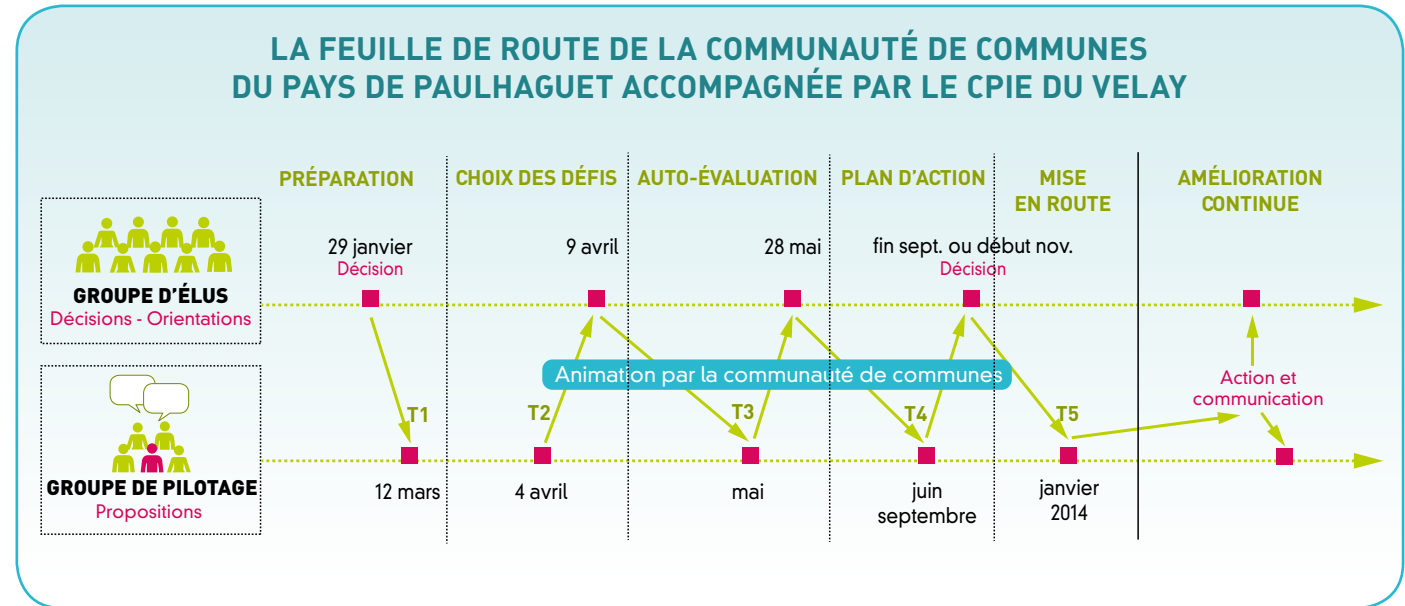 LA FEUILLE DE ROUTE DE LA COMMUNAUTÉ DE COMMUNES
DU PAYS DE PAULHAGUET ACCOMPAGNÉE PAR LE CPIE DU VELAY
PRÉPARATION
CHOIX DES DÉFIS
AUTO-ÉVALUATION
PLAN D'ACTION
MISE
EN ROUTE
AMÉLIORATION
CONTINUE
29 janvier
Décision
9 avril
28 mai
fin sept. ou début nov.
Décision
GROUPE D'ÉLUS
Décisions - Orientations
Animation par la communauté de communes
Action et
communication
T1
T2
T3
T4
T5
GROUPE DE PILOTAGE
Propositions
12 mars
4 avril
mai
juin
septembre
janvier
2014